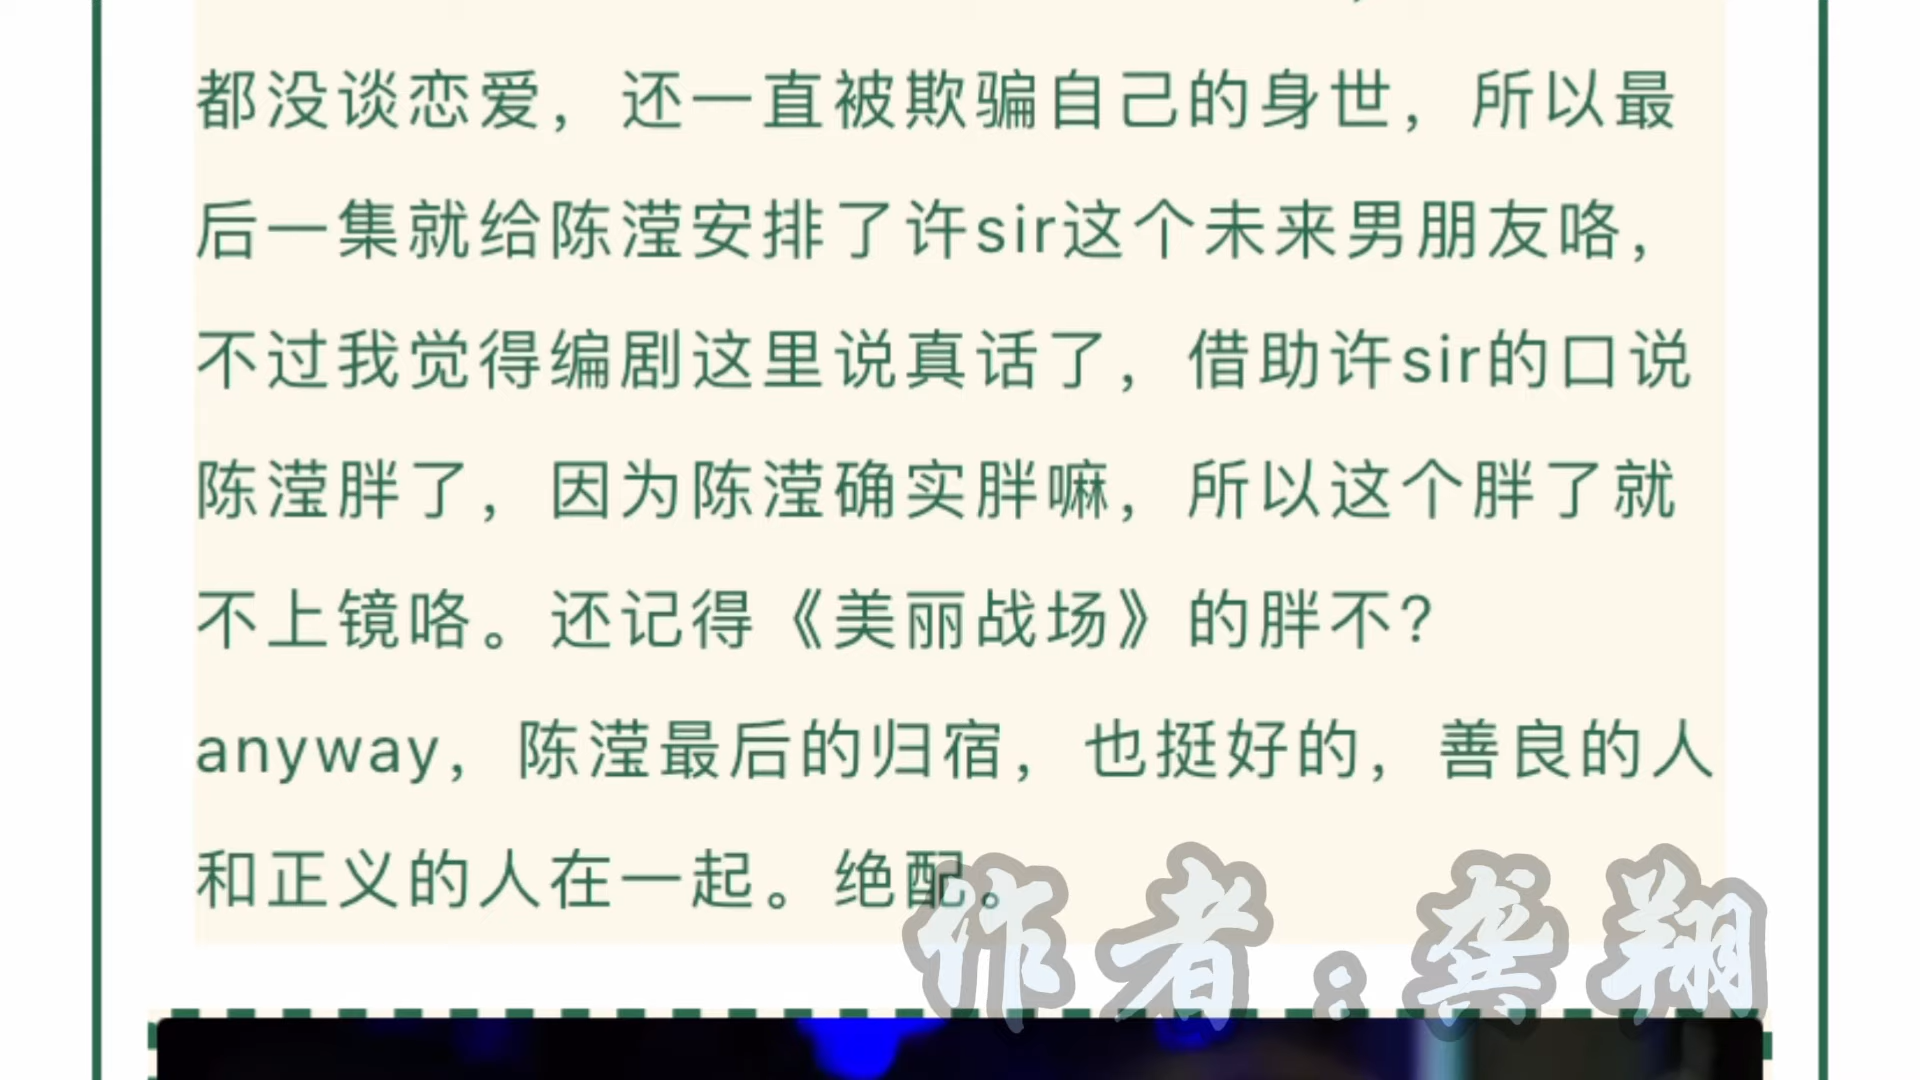 都没谈恋爱，还一直被欺骗自己的身世，所以最
后一集就给陈滢安排了许sir这个未来男朋友咯，
不过我觉得编剧这里说真话了，借助许sir的口说
陈滢胖了，因为陈滢确实胖嘛，所以这个胖了就
不上镜咯。还记得《美丽战场》的胖不？
anyway，陈滢最后的归宿，也挺好的，善良的人
和正义的人在一起。绝配。
作者：龚翔